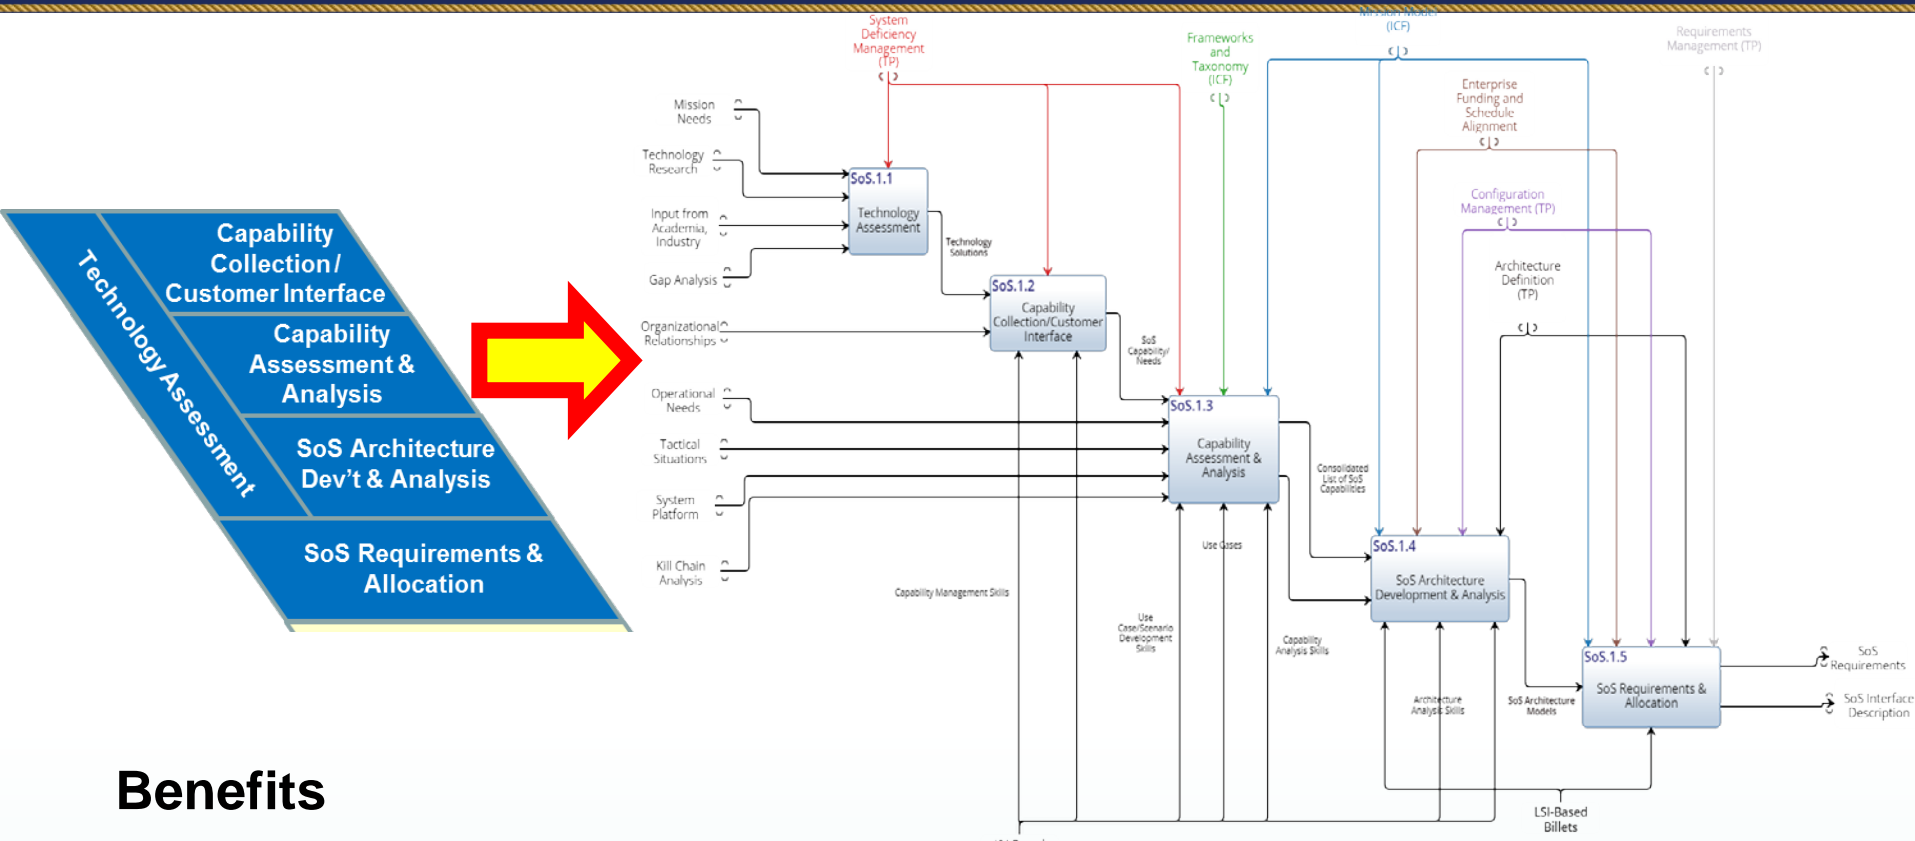 System
Deficiency
Management
(TP)
Frameworks
and
Taxonomy
(ICF)
Mission Model
(ICF)
Requirements
Management (TP)
Enterprise
Funding and
Schedule
Alignment
Configuration
Management (TP)
Architecture
Definition
(TP)
Mission
Needs
Technology
Research
Input from
Academia,
Industry
Gap Analysis
Organizational
Relationships
Operational
Needs
Tactical
Situations
System
Platform
Kill Chain
Analysis
Technology Assessment
Capability
Collection /
Customer Interface
Capability
Assessment &
Analysis
SoS Architecture
Dev't & Analysis
SoS Requirements &
Allocation
SoS.1.1
Technology
Assessment
Technology
Solutions
SoS.1.2
Capability
Collection/Customer
Interface
SoS
Capability/
Needs
SoS.1.3
Capability
Assessment &
Analysis
Consolidated
List of SoS
Capabilities
Use Cases
Capability Management Skills
Use
Case/Scenario
Development
Skills
Capability
Analysis Skills
SoS.1.4
SoS Architecture
Development & Analysis
Architecture
Analysis Skills
SoS Architecture
Models
SoS.1.5
SoS Requirements &
Allocation
SoS
Requirements
SoS Interface
Description
LSI-Based
Billets
Benefits